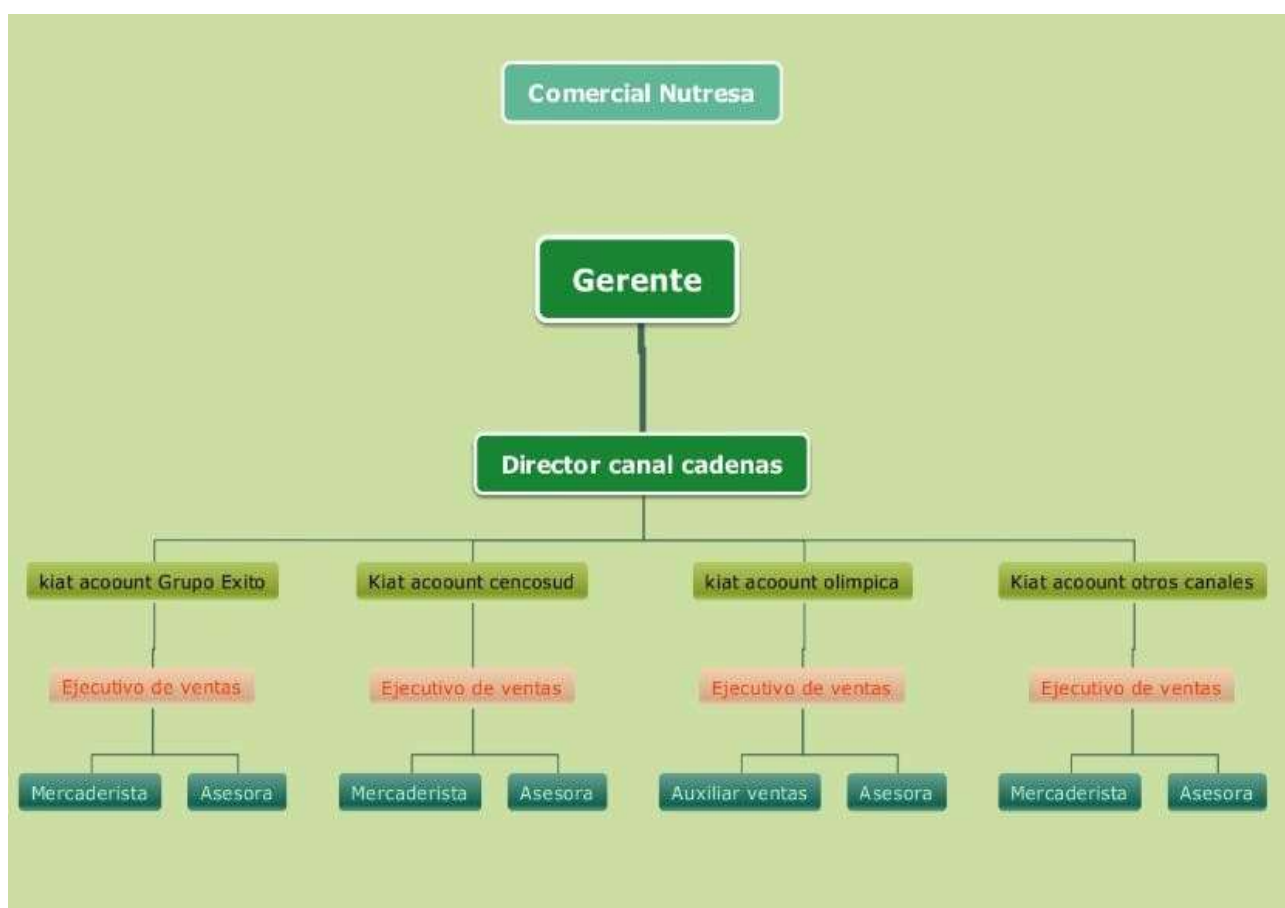 Comercial Nutresa
Gerente
Director canal cadenas
kiat acoount Grupo Exito
Kiat acoount cencosud
kiat acoount olimpica
Kiat acoount otros canales
Ejecutivo de ventas
Ejecutivo de ventas
Ejecutivo de ventas
Ejecutivo de ventas
Mercaderista
Asesora
Mercaderista
Asesora
Auxiliar ventas
Asesora
Mercaderista
Asesora